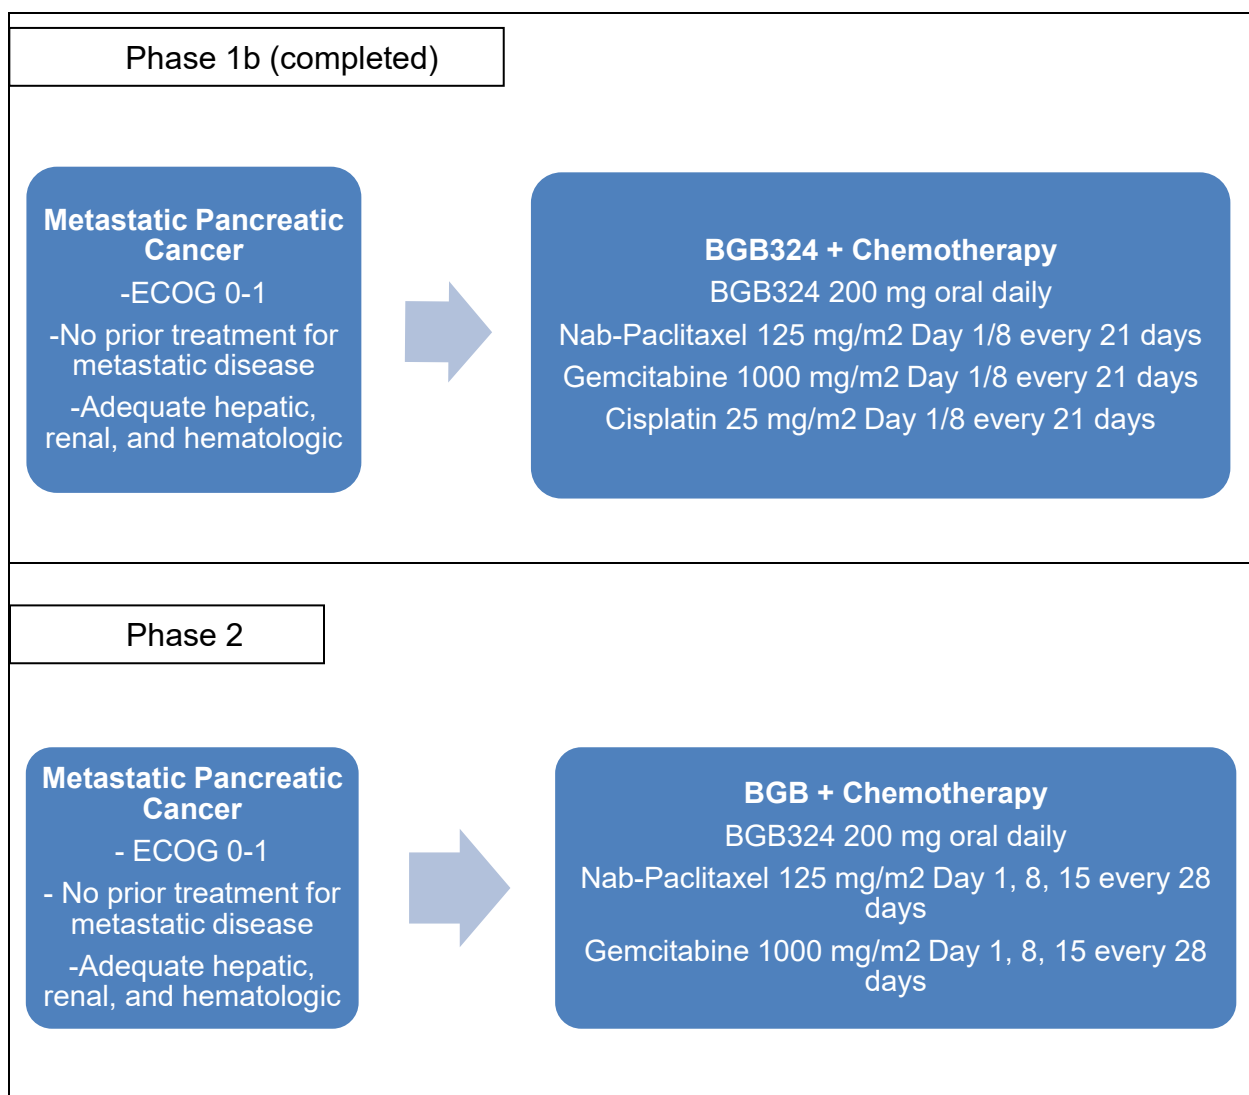 Phase 1b (completed)
Metastatic Pancreatic
Cancer
-ECOG 0-1
-No prior treatment for
metastatic disease
-Adequate hepatic,
renal, and hematologic
BGB324 + Chemotherapy
BGB324 200 mg oral daily
Nab-Paclitaxel 125 mg/m2 Day 1/8 every 21 days
Gemcitabine 1000 mg/m2 Day 1/8 every 21 days
Cisplatin 25 mg/m2 Day 1/8 every 21 days
Phase 2
Metastatic Pancreatic
Cancer
- ECOG 0-1
- No prior treatment for
metastatic disease
-Adequate hepatic,
renal, and hematologic
BGB + Chemotherapy
BGB324 200 mg oral daily
Nab-Paclitaxel 125 mg/m2 Day 1, 8, 15 every 28
days
Gemcitabine 1000 mg/m2 Day 1, 8, 15 every 28
days